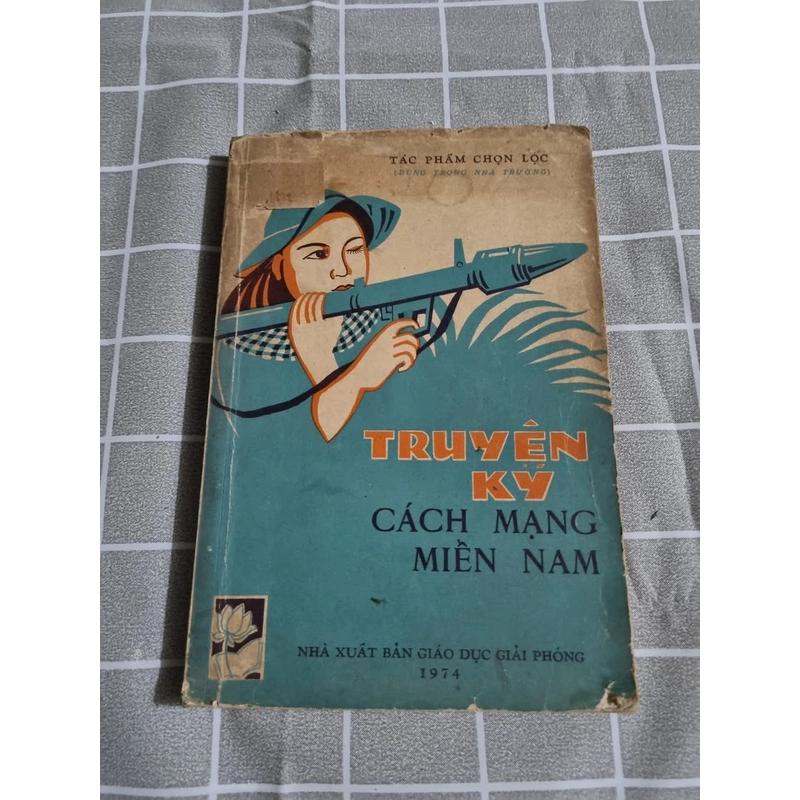 TÁC PHẨM CHỌN LỌC
(DÙNG TRONG NHÀ TRƯỜNG)
TRUYỆN
KÝ
CÁCH MẠNG
MIỀN NAM
NHÀ XUẤT BẢN GIÁO DỤC GIẢI PHÓNG
1974